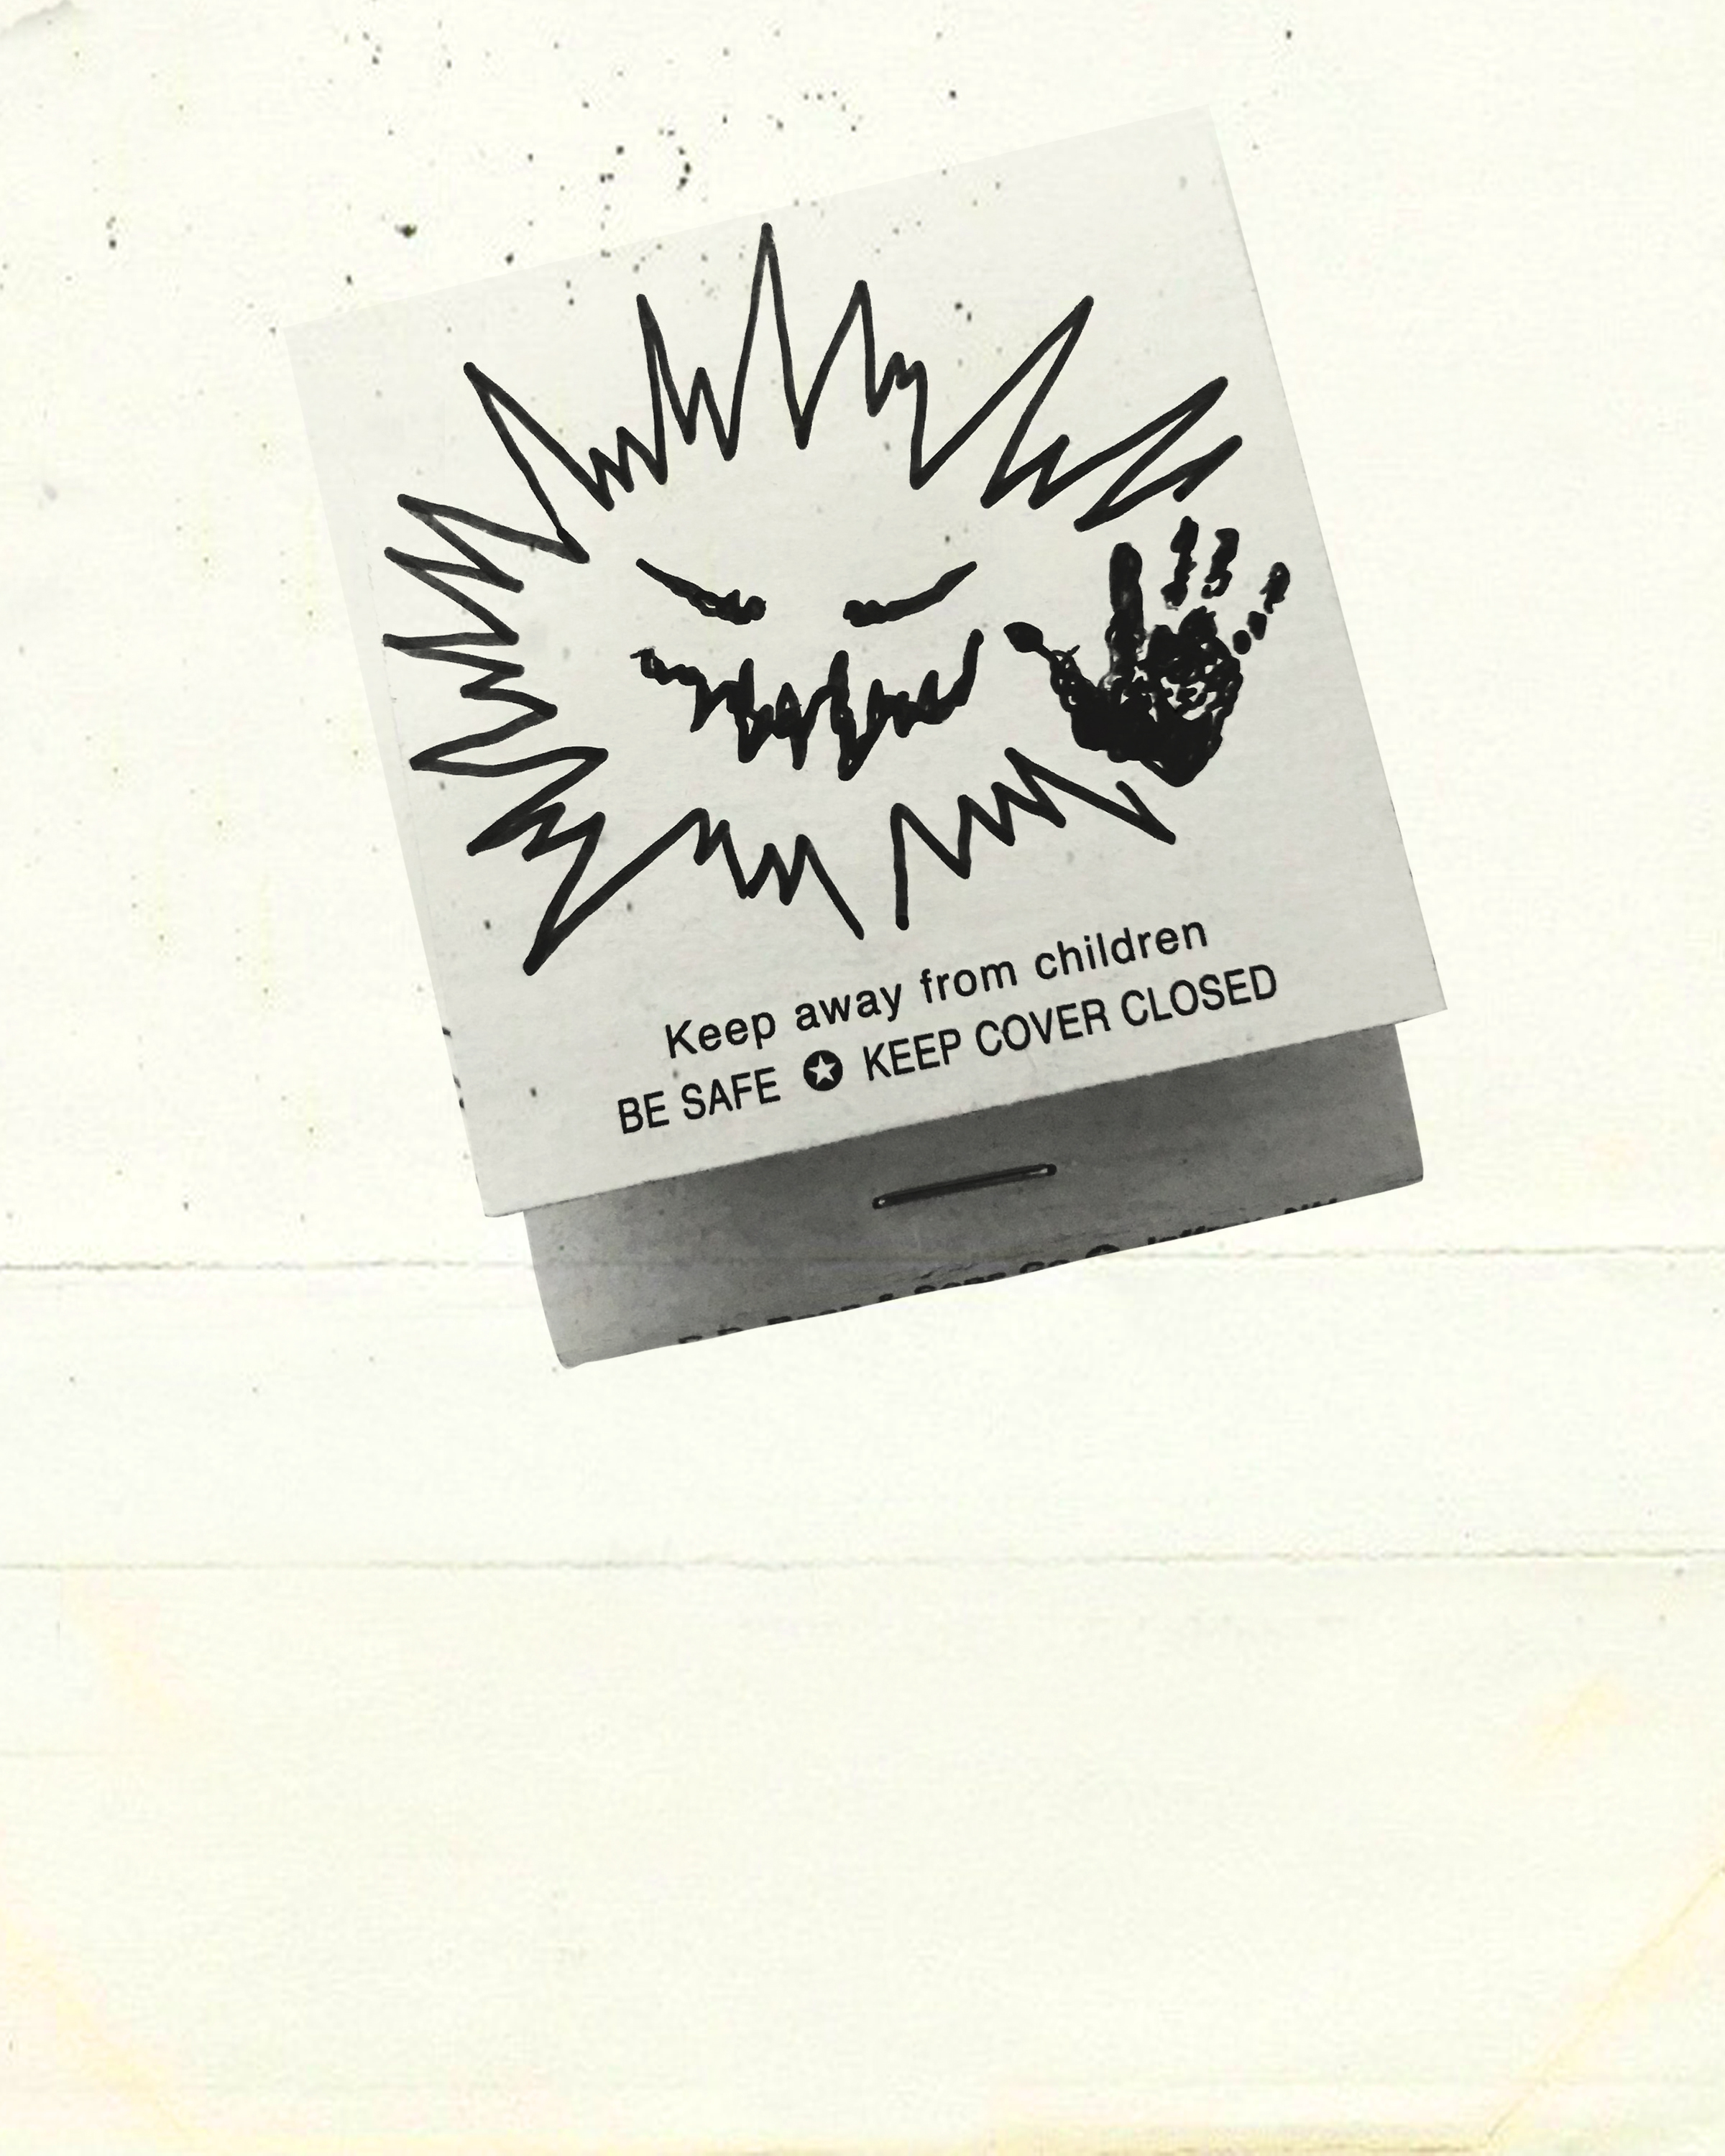 Keep away from children
BE SAFE ✪ KEEP COVER CLOSED